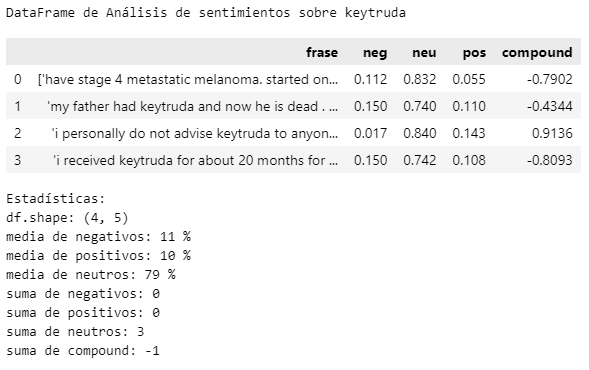 DataFrame de Análisis de sentimientos sobre keytruda
frase neg neu pos compound
0 ['have stage 4 metastatic melanoma. started on... 0.112 0.832 0.055 -0.7902
1 'my father had keytruda and now he is dead . ... 0.150 0.740 0.110 -0.4344
2 'i personally do not advise keytruda to anyon... 0.017 0.840 0.143 0.9136
3 'i received keytruda for about 20 months for ... 0.150 0.742 0.108 -0.8093
Estadísticas:
df.shape: (4, 5)
media de negativos: 11 %
media de positivos: 10 %
media de neutros: 79 %
suma de negativos: 0
suma de positivos: 0
suma de neutros: 3
suma de compound: -1